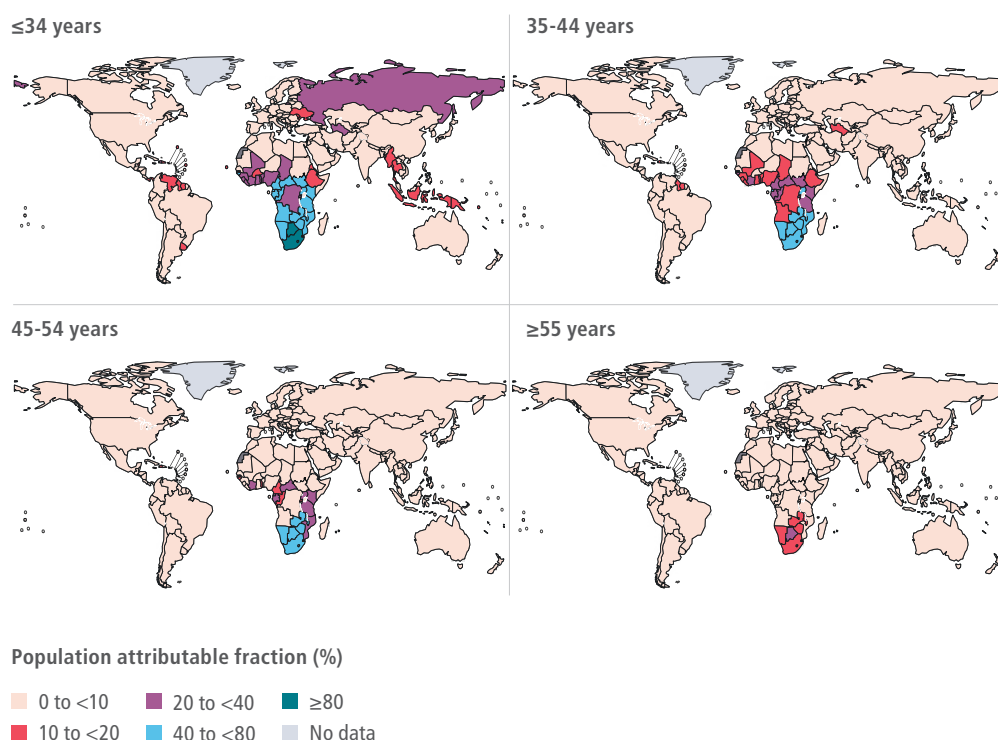 ≤34 years
35-44 years
45-54 years
≥55 years
Population attributable fraction (%)
0 to <10
20 to <40
≥80
10 to <20
40 to <80
No data